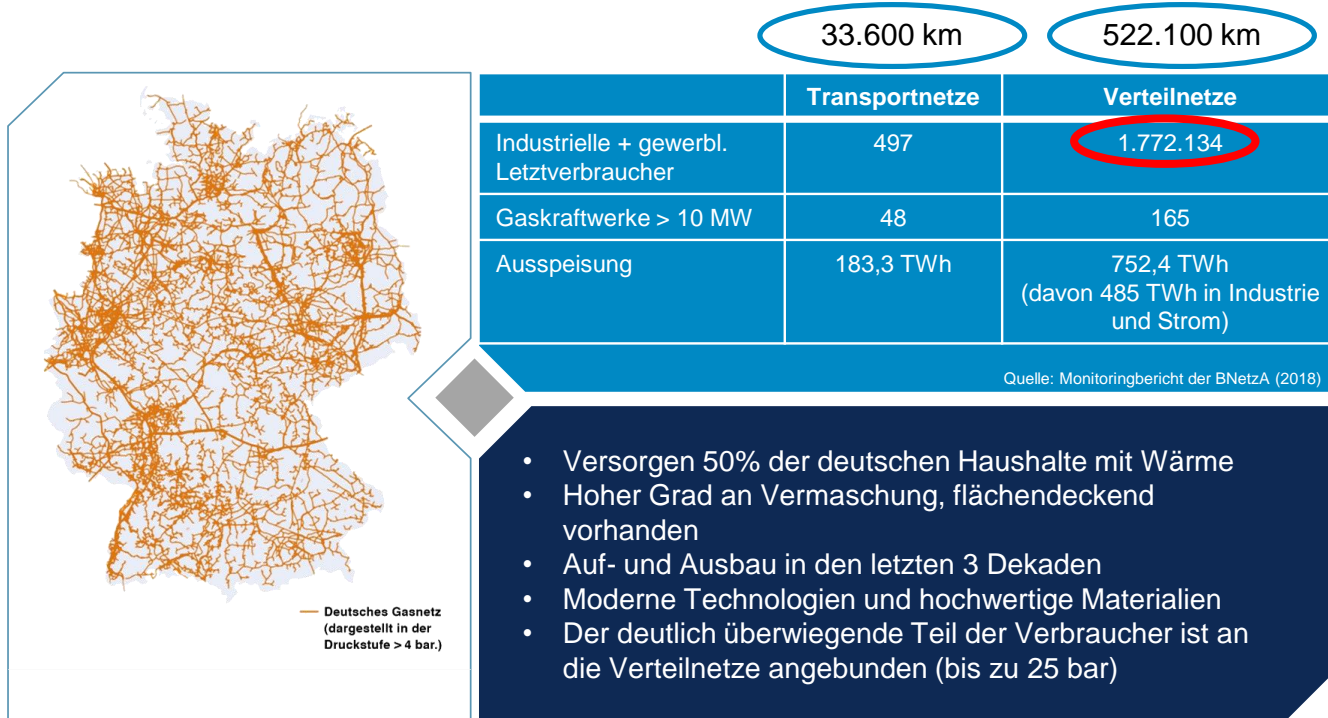 33.600 km
522.100 km
Transportnetze
Verteilnetze
Industrielle + gewerbl.
Letztverbraucher
497
1.772.134
Gaskraftwerke > 10 MW
48
165
Ausspeisung
183,3 TWh
752,4 TWh
(davon 485 TWh in Industrie
und Strom)
Quelle: Monitoringbericht der BNetzA (2018)
Deutsches Gasnetz
(dargestellt in der
Druckstufe > 4 bar.)
• Versorgen 50% der deutschen Haushalte mit Wärme
• Hoher Grad an Vermaschung, flächendeckend
vorhanden
• Auf- und Ausbau in den letzten 3 Dekaden
• Moderne Technologien und hochwertige Materialien
• Der deutlich überwiegende Teil der Verbraucher ist an
die Verteilnetze angebunden (bis zu 25 bar)